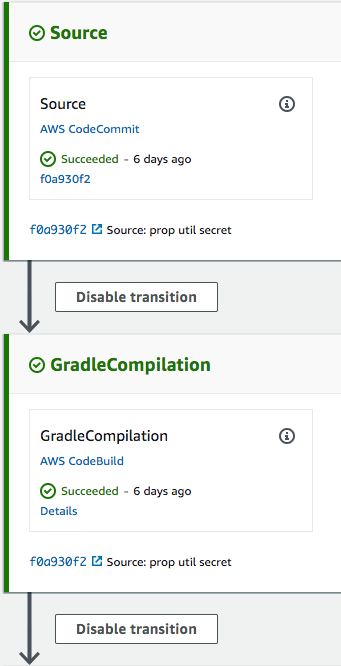 Source
Source
AWS CodeCommit
Succeeded - 6 days ago
f0a930f2
f0a930f2 Source: prop util secret
Disable transition
GradleCompilation
GradleCompilation
AWS CodeBuild
Succeeded - 6 days ago
Details
f0a930f2 Source: prop util secret
Disable transition